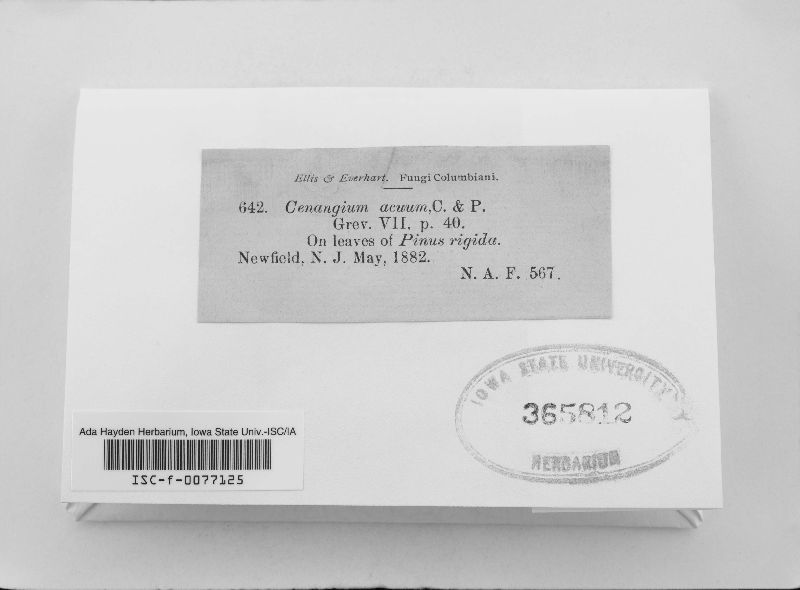 Ellis & Everhart. Fungi Columbiani.
642. Cenangium acuum, C. & P.
Grev. VII, p. 40.
On leaves of Pinus rigida.
Newfield, N. J. May, 1882.
N. A. F. 567.
IOWA STATE UNIVERSITY
365812
HERBARIUM
Ada Hayden Herbarium, Iowa State Univ.-ISC/IA
ISC-f-0077125